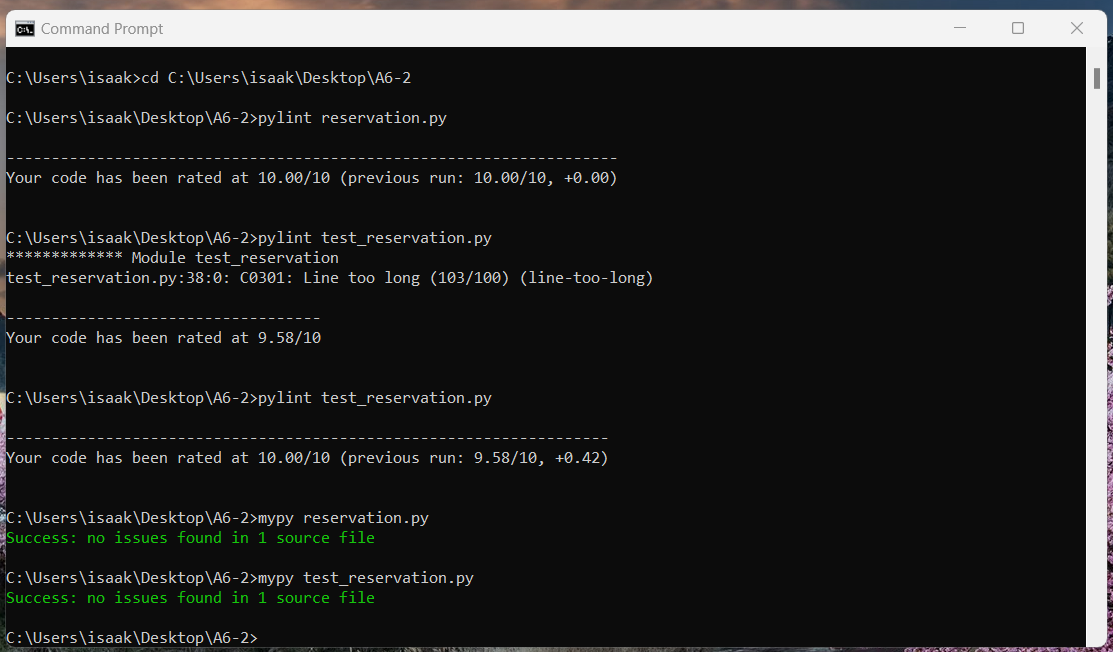 Command Prompt
C:\Users\isaak>cd C:\Users\isaak\Desktop\A6-2
C:\Users\isaak\Desktop\A6-2>pylint reservation.py
--------------------------------------------------------------------
Your code has been rated at 10.00/10 (previous run: 10.00/10, +0.00)
C:\Users\isaak\Desktop\A6-2>pylint test_reservation.py
************* Module test_reservation
test_reservation.py:38:0: C0301: Line too long (103/100) (line-too-long)
-----------------------------------
Your code has been rated at 9.58/10
C:\Users\isaak\Desktop\A6-2>pylint test_reservation.py
-------------------------------------------------------------------
Your code has been rated at 10.00/10 (previous run: 9.58/10, +0.42)
C:\Users\isaak\Desktop\A6-2>mypy reservation.py
Success: no issues found in 1 source file
C:\Users\isaak\Desktop\A6-2>mypy test_reservation.py
Success: no issues found in 1 source file
C:\Users\isaak\Desktop\A6-2>